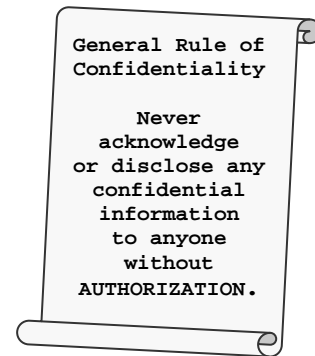 General Rule of
Confidentiality
Never
acknowledge
or disclose any
confidential
information
to anyone
without
AUTHORIZATION.